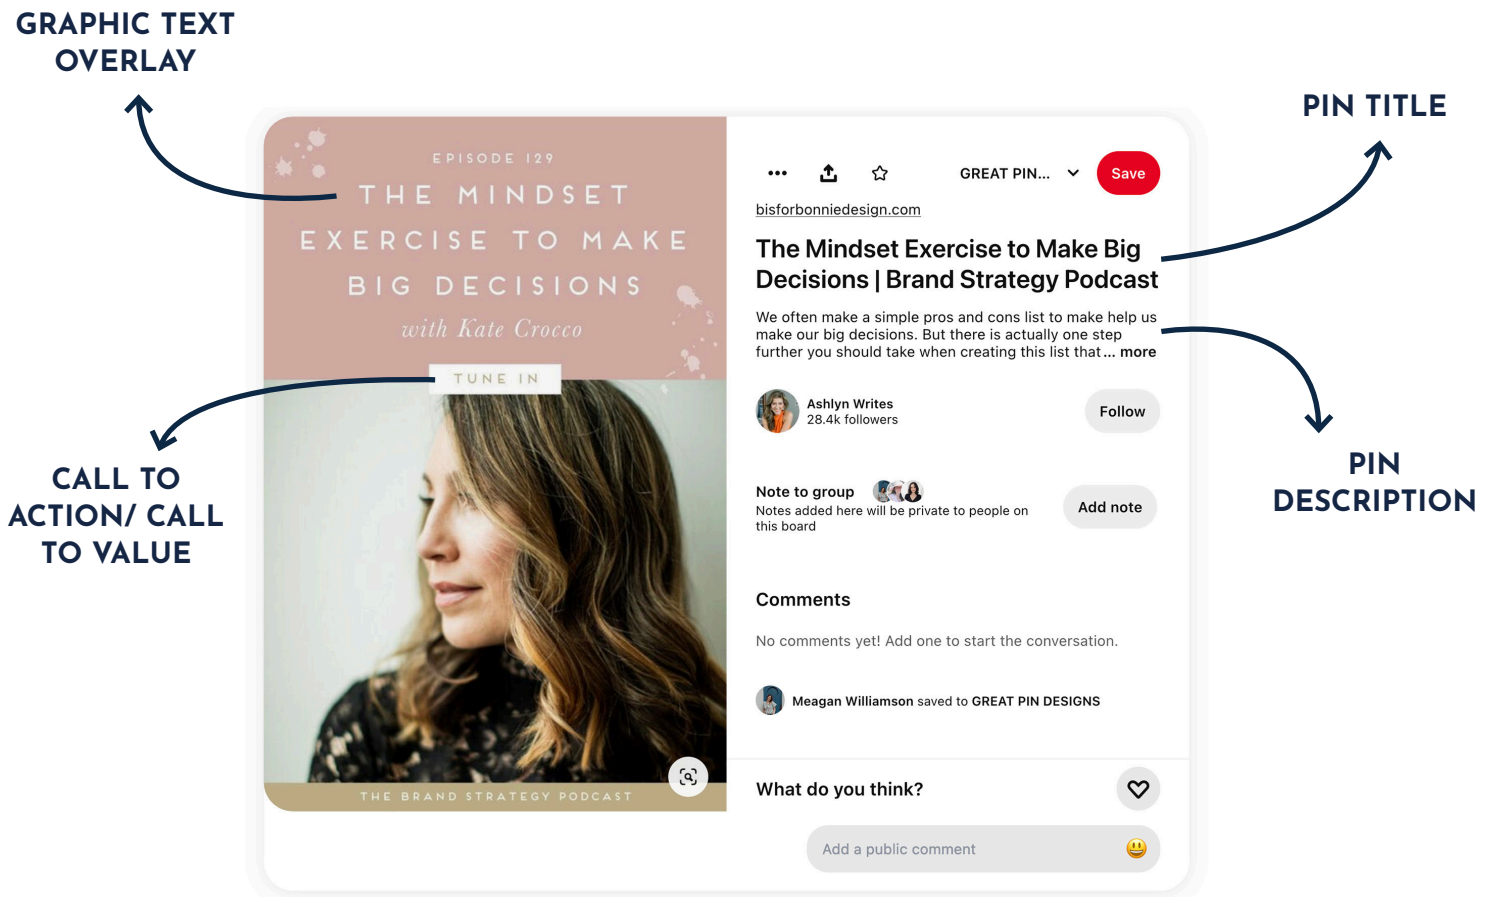 GRAPHIC TEXT
OVERLAY
PIN TITLE
EPISODE 129
THE MINDSET
EXERCISE TO MAKE
BIG DECISIONS
with Kate Crocco
TUNE IN
THE BRAND STRATEGY PODCAST
CALL TO
ACTION/ CALL
TO VALUE
GREAT PIN...
Save
bisforbonniedesign.com
The Mindset Exercise to Make Big
Decisions | Brand Strategy Podcast
We often make a simple pros and cons list to make help us
make our big decisions. But there is actually one step
further you should take when creating this list that... more
Ashlyn Writes
28.4k followers
Follow
PIN
DESCRIPTION
Note to group
Notes added here will be private to people on
this board
Add note
Comments
No comments yet! Add one to start the conversation.
Meagan Williamson saved to GREAT PIN DESIGNS
What do you think?
Add a public comment